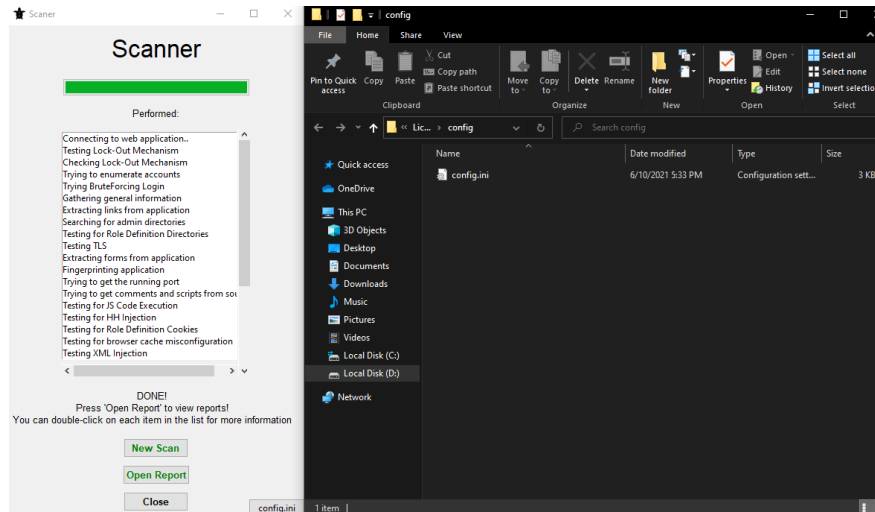 Scaner
Scanner
Performed:
Connecting to web application..
Testing Lock-Out Mechanism
Checking Lock-Out Mechanism
Trying to enumerate accounts
Trying BruteForcing Login
Gathering general information
Extracting links from application
Searching for admin directories
Testing for Role Definition Directories
Testing TLS
Extracting forms from application
Fingerprinting application
Trying to get the running port
Trying to get comments and scripts from sou
Testing for JS Code Execution
Testing for HH Injection
Testing for Role Definition Cookies
Testing for browser cache misconfiguration
Testing XML Injection
DONE!
Press 'Open Report' to view reports!
You can double-click on each item in the list for more information
New Scan
Open Report
Close
config.ini
config
File Home Share View
Pin to Quick access
Copy
Paste
Cut
Copy path
Paste shortcut
Clipboard
Move to
Copy to
Delete
Rename
Organize
New folder
New
Properties
Open
Edit
History
Open
Select all
Select none
Invert selectio
Select
« Lic... › config
Search config
Name Date modified Type Size
config.ini 6/10/2021 5:33 PM Configuration sett... 3 KB
Quick access
OneDrive
This PC
3D Objects
Desktop
Documents
Downloads
Music
Pictures
Videos
Local Disk (C:)
Local Disk (D:)
Network
1 item